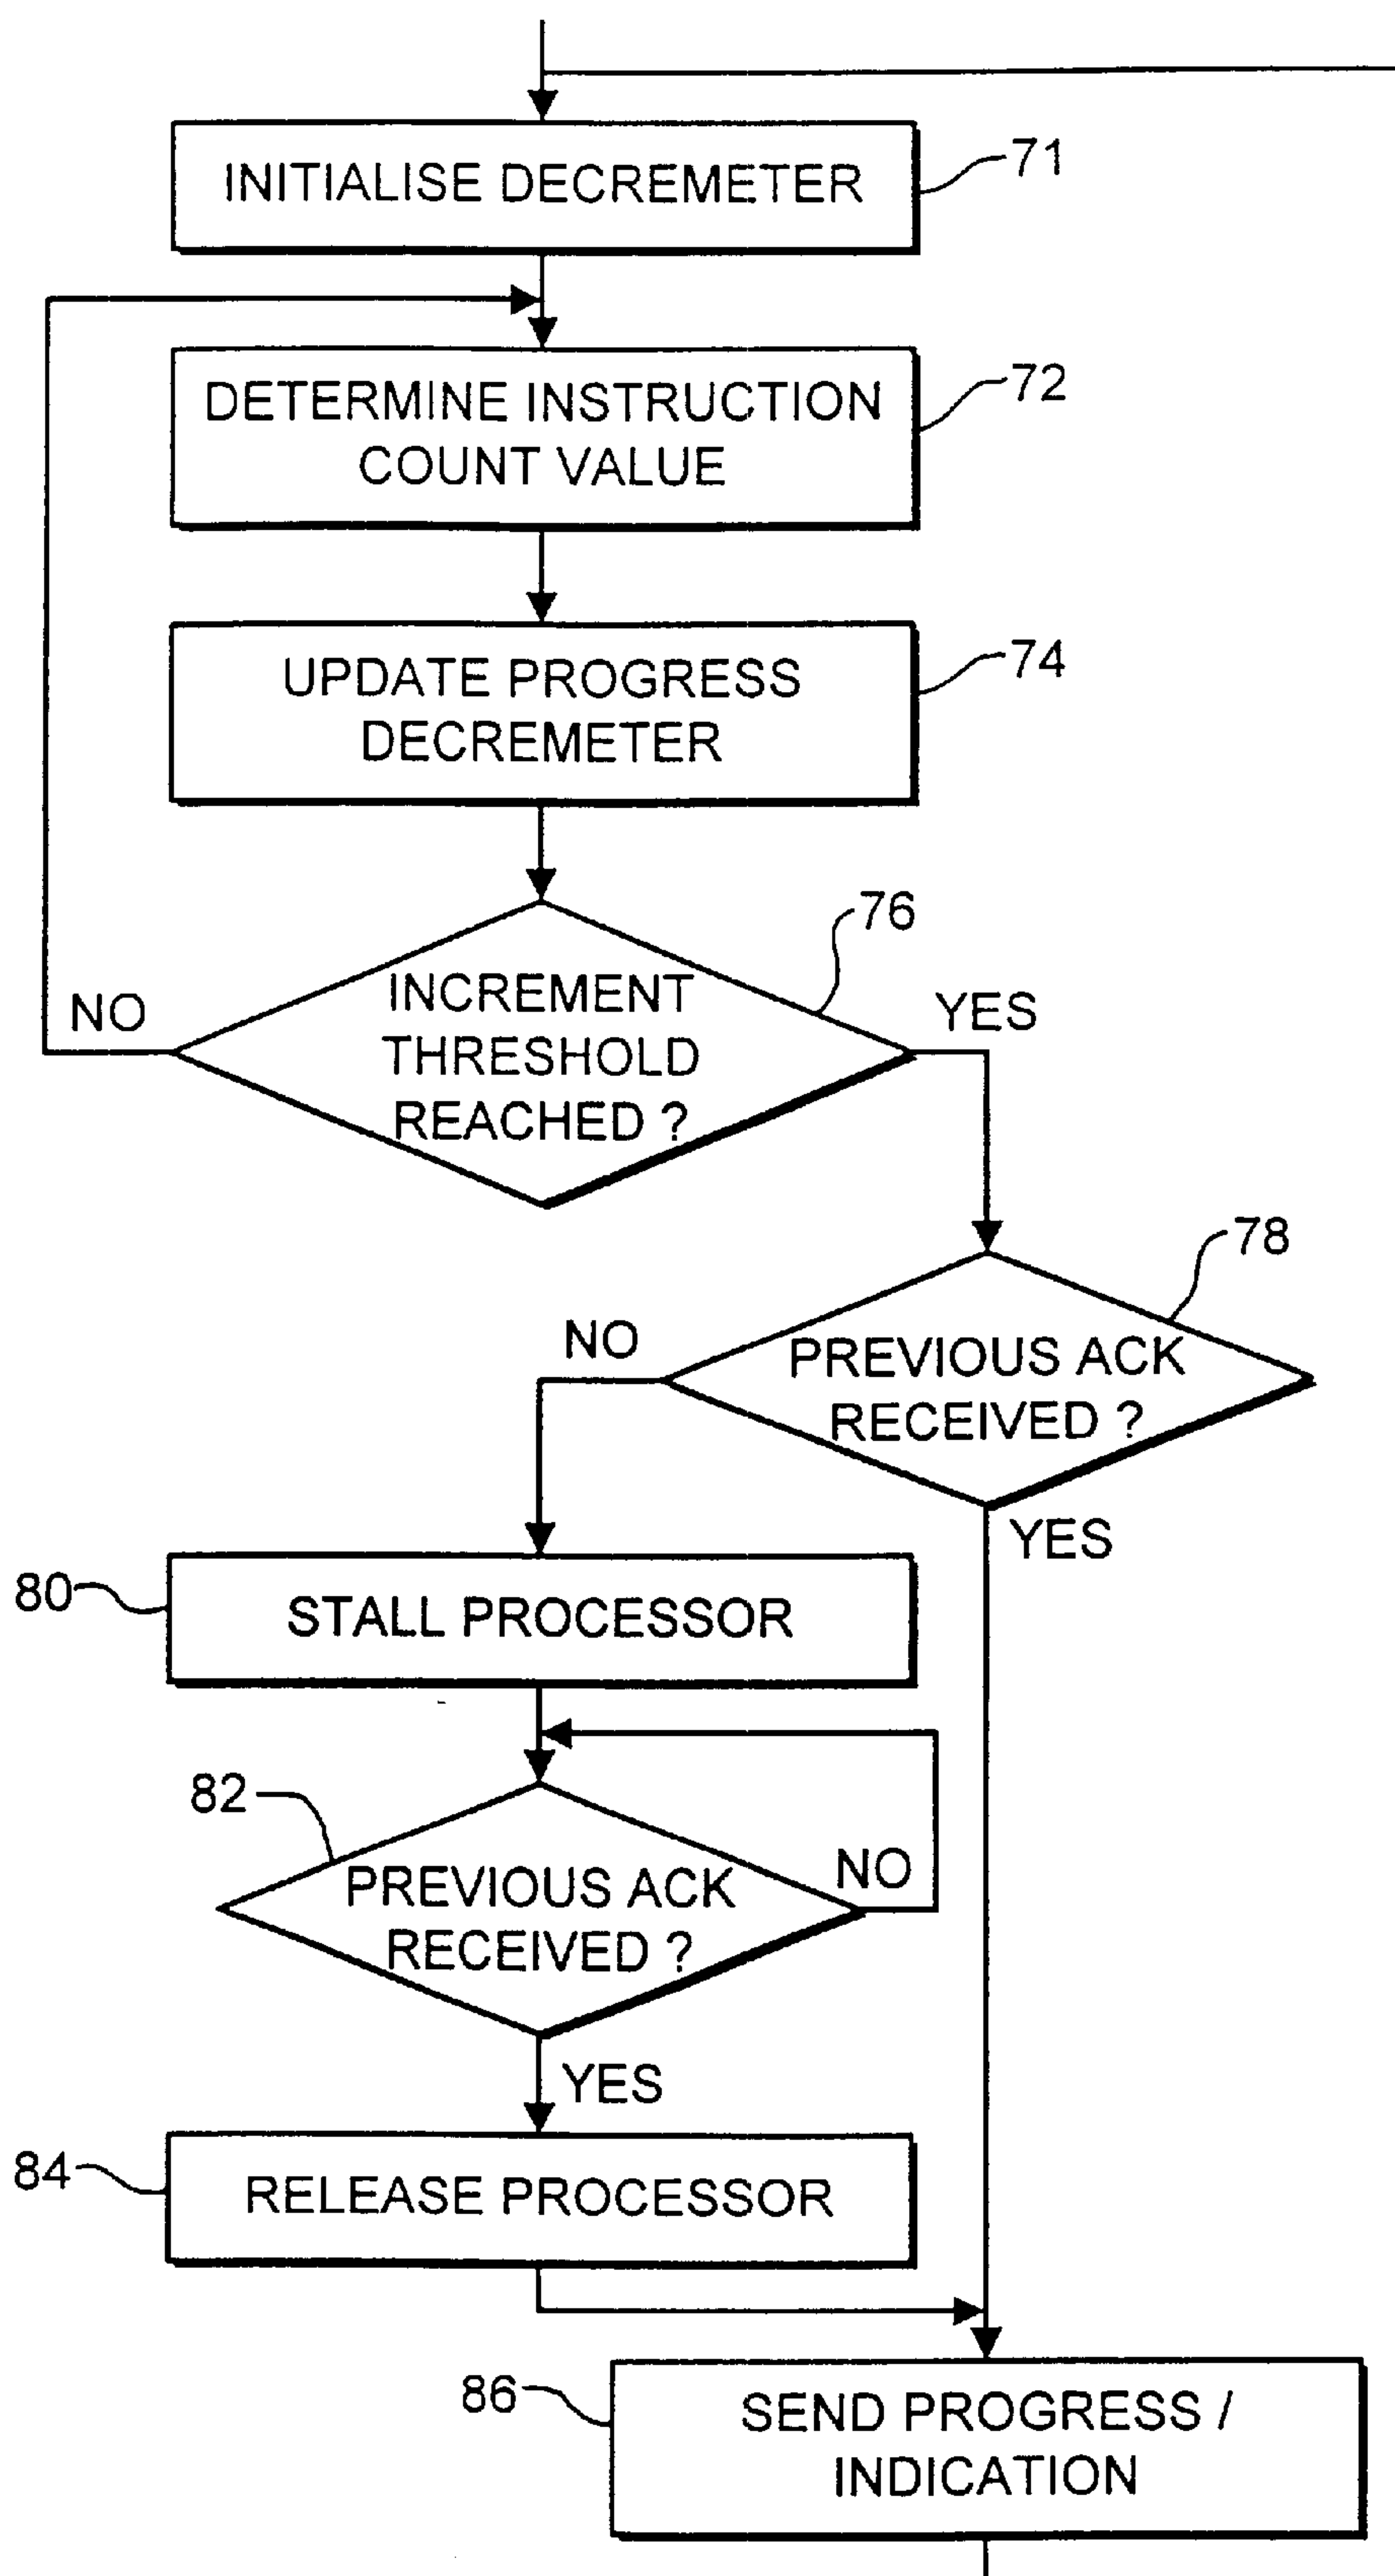 INITIALISE DECREMETER
71
DETERMINE INSTRUCTION
COUNT VALUE
72
UPDATE PROGRESS
DECREMETER
74
76
INCREMENT
THRESHOLD
REACHED ?
NO
YES
78
PREVIOUS ACK
RECEIVED ?
NO
YES
80
STALL PROCESSOR
82
PREVIOUS ACK
RECEIVED ?
NO
YES
84
RELEASE PROCESSOR
86
SEND PROGRESS /
INDICATION